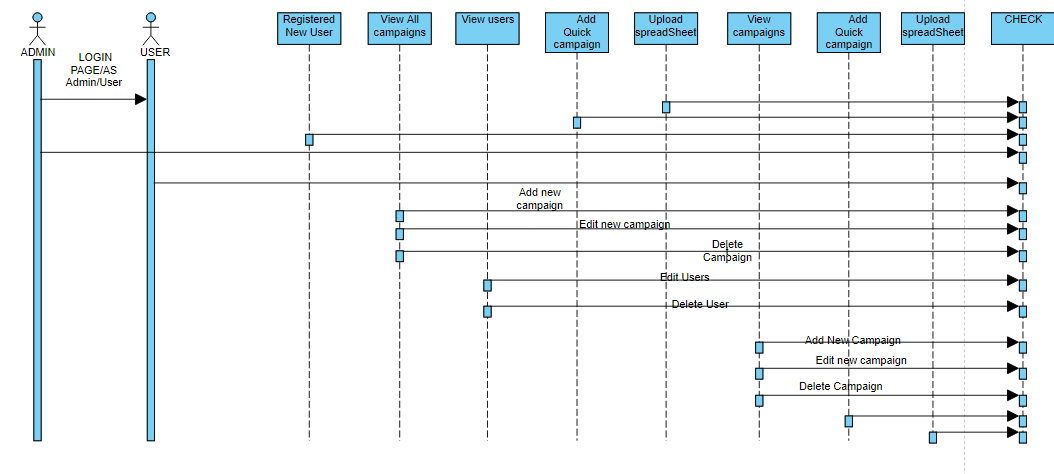 Registered
New User
View All
campaigns
View users
Add
Quick
campaign
Upload
spreadSheet
View
campaigns
Add
Quick
campaign
Upload
spreadSheet
CHECK
ADMIN
USER
LOGIN
PAGE/AS
Admin/User
Add new
campaign
Edit new campaign
Delete
Campaign
Edit Users
Delete User
Add New Campaign
Edit new campaign
Delete Campaign